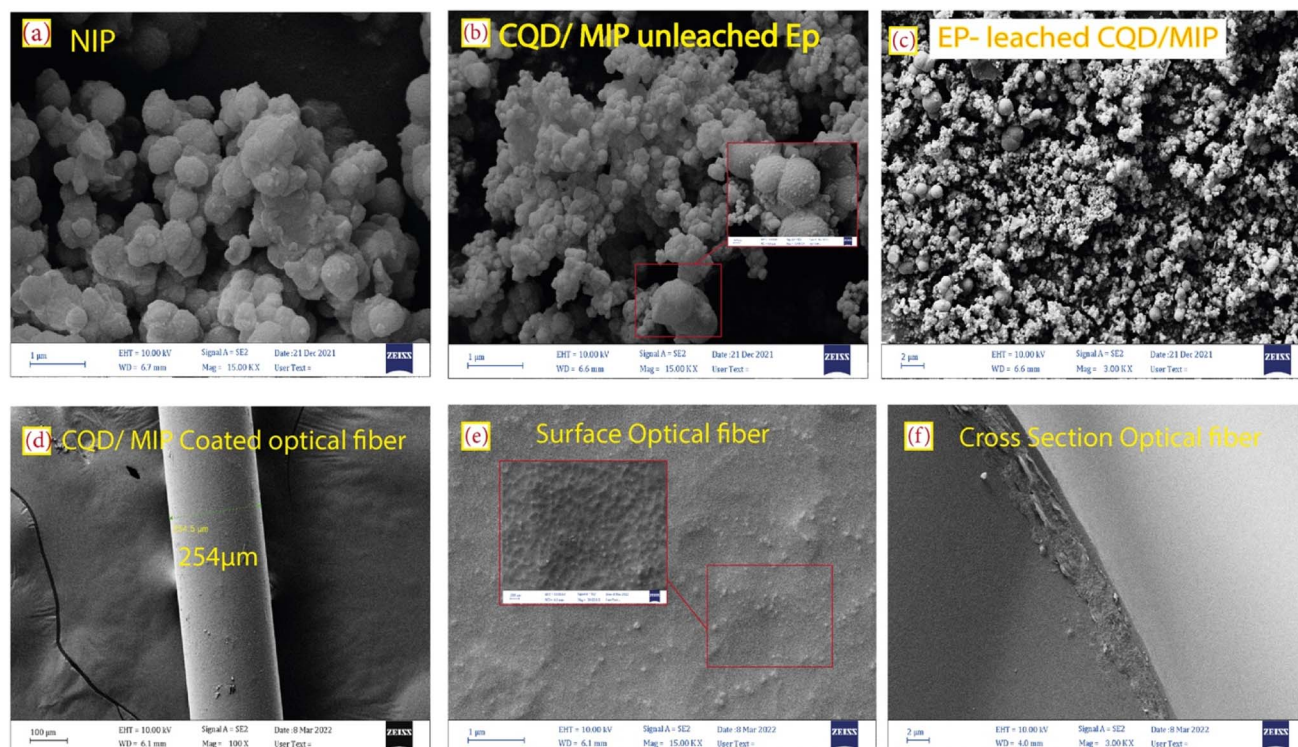 (a) NIP
1 µm
EHT = 10.00 kV Signal A = SE2 Date :21 Dec 2021
WD = 6.7 mm Mag = 15.00 KX User Text =
ZEISS
(b) CQD/ MIP unleached Ep
ZEISS
1 µm
EHT = 10.00 kV Signal A = SE2 Date :21 Dec 2021
WD = 6.6 mm Mag = 15.00 KX User Text =
ZEISS
(c) EP- leached CQD/MIP
2 µm
EHT = 10.00 kV Signal A = SE2 Date :21 Dec 2021
WD = 6.6 mm Mag = 3.00 KX User Text =
ZEISS
(d) CQD/ MIP Coated optical fiber
254µm
100 µm
EHT = 10.00 kV Signal A = SE2 Date :8 Mar 2022
WD = 6.1 mm Mag = 100 X User Text =
ZEISS
(e) Surface Optical fiber
ZEISS
1 µm
EHT = 10.00 kV Signal A = SE2 Date :8 Mar 2022
WD = 6.1 mm Mag = 15.00 KX User Text =
ZEISS
(f) Cross Section Optical fiber
2 µm
EHT = 10.00 kV Signal A = SE2 Date :8 Mar 2022
WD = 4.0 mm Mag = 3.00 KX User Text =
ZEISS